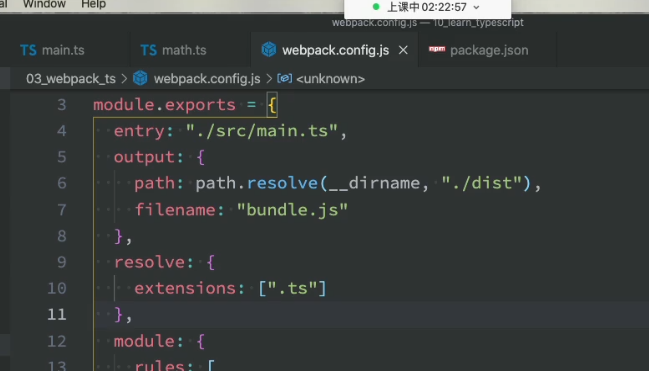 Window Help
上课中 02:22:57
webpack.config.js — 10_learn_typescript
TS main.ts
TS math.ts
webpack.config.js
npm package.json
03_webpack_ts > webpack.config.js > <unknown>
3 module.exports = {
4 entry: "./src/main.ts",
5 output: {
6 path: path.resolve(__dirname, "./dist"),
7 filename: "bundle.js"
8 },
9 resolve: {
10 extensions: [".ts"]
11 },
12 module: {
13 rules: [